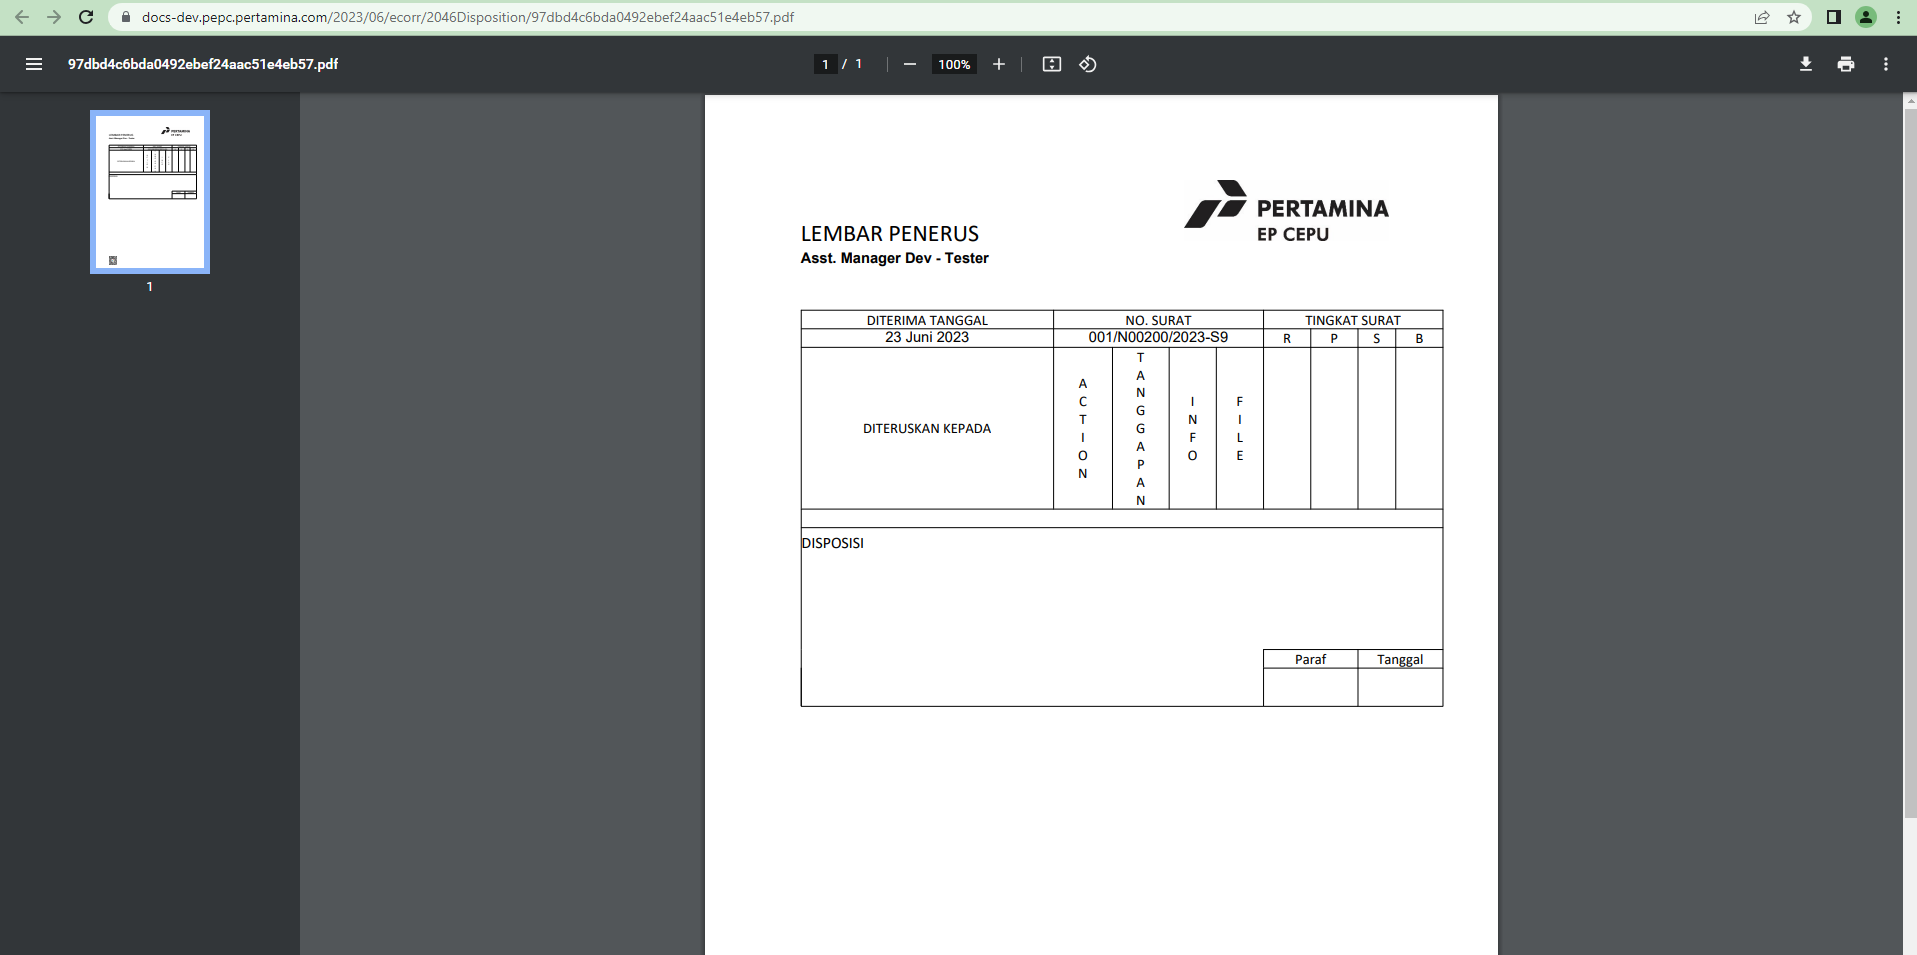 docs-dev.pepc.pertamina.com/2023/06/ecorr/2046Disposition/97dbd4c6bda0492ebef24aac51e4eb57.pdf
97dbd4c6bda0492ebef24aac51e4eb57.pdf
1 / 1
100%
1
PERTAMINA
EP CEPU
LEMBAR PENERUS
Asst. Manager Dev - Tester
DITERIMA TANGGAL NO. SURAT TINGKAT SURAT
23 Juni 2023 001/N00200/2023-S9 R P S B
DITERUSKAN KEPADA
ACTION
TANGGAPAN
INFO
FILE
DISPOSISI
Paraf Tanggal